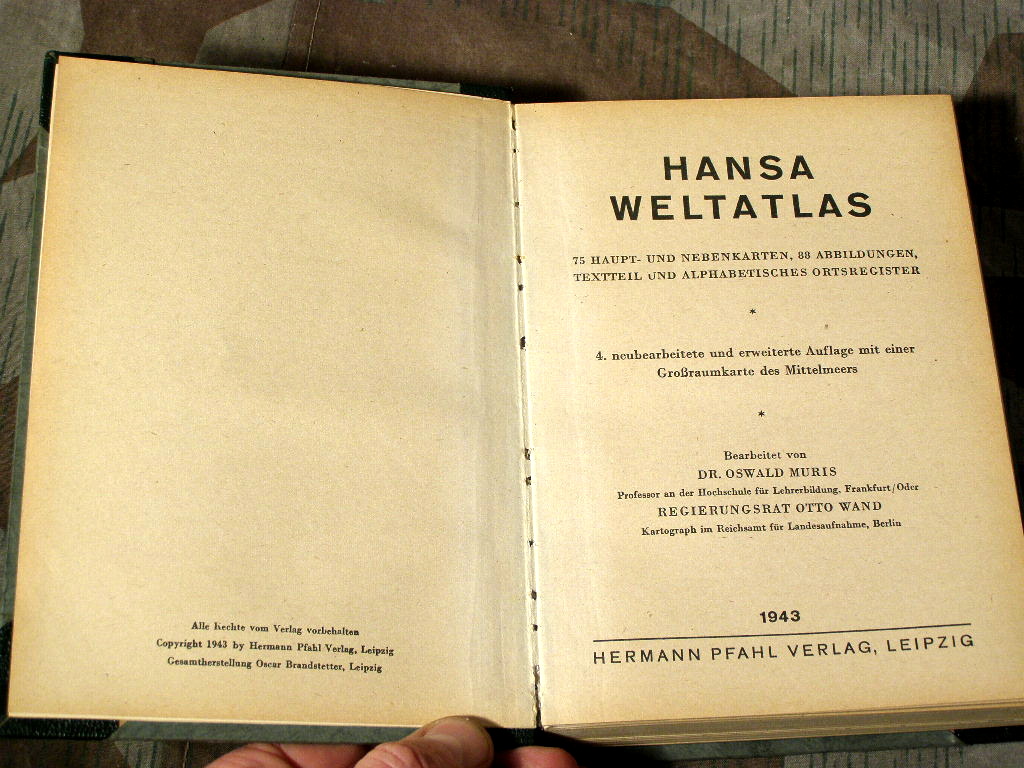 Alle Rechte vom Verlag vorbehalten
Copyright 1943 by Hermann Pfahl Verlag, Leipzig
Gesamtherstellung Oscar Brandstetter, Leipzig
HANSA
WELTATLAS
75 HAUPT- UND NEBENKARTEN, 88 ABBILDUNGEN,
TEXTTEIL UND ALPHABETISCHES ORTSREGISTER
*
4. neubearbeitete und erweiterte Auflage mit einer
Großraumkarte des Mittelmeers
*
Bearbeitet von
DR. OSWALD MURIS
Professor an der Hochschule für Lehrerbildung, Frankfurt/Oder
REGIERUNGSRAT OTTO WAND
Kartograph im Reichsamt für Landesaufnahme, Berlin
1943
HERMANN PFAHL VERLAG, LEIPZIG